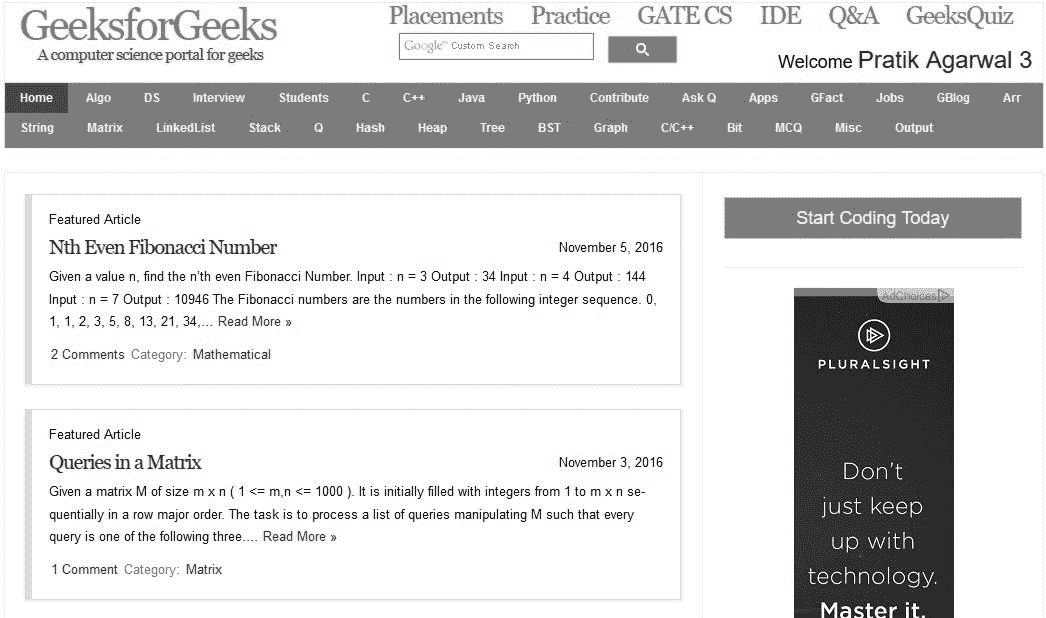 GeeksforGeeks
A computer science portal for geeks
Placements Practice GATE CS IDE Q&A GeeksQuiz
Google™ Custom Search
Welcome Pratik Agarwal 3
Home Algo DS Interview Students C C++ Java Python Contribute Ask Q Apps GFact Jobs GBlog Arr
String Matrix LinkedList Stack Q Hash Heap Tree BST Graph C/C++ Bit MCQ Misc Output
Featured Article
Nth Even Fibonacci Number November 5, 2016
Given a value n, find the n'th even Fibonacci Number. Input : n = 3 Output : 34 Input : n = 4 Output : 144
Input : n = 7 Output : 10946 The Fibonacci numbers are the numbers in the following integer sequence. 0,
1, 1, 2, 3, 5, 8, 13, 21, 34,... Read More »
2 Comments Category: Mathematical
Featured Article
Queries in a Matrix November 3, 2016
Given a matrix M of size m x n ( 1 <= m,n <= 1000 ). It is initially filled with integers from 1 to m x n se-
quentially in a row major order. The task is to process a list of queries manipulating M such that every
query is one of the following three.... Read More »
1 Comment Category: Matrix
Start Coding Today
AdChoices
PLURALSIGHT
Don't
just keep
up with
technology.
Master it.